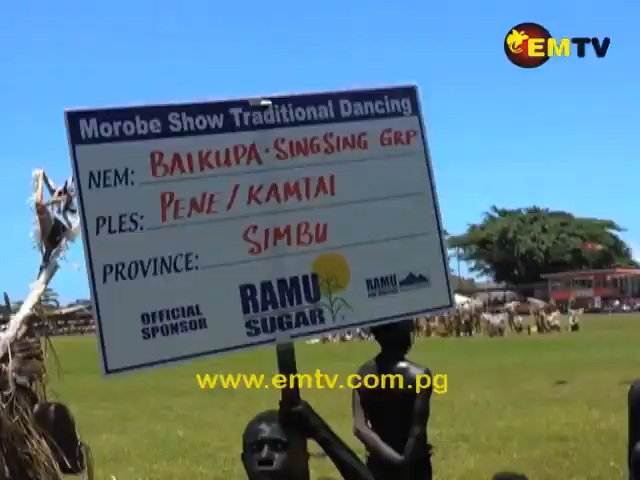 EMTV
Morobe Show Traditional Dancing
NEM: BAIKUPA - SINGSING GRP
PLES: PENE / KAMTAI
PROVINCE: SIMBU
OFFICIAL
SPONSOR
RAMU
SUGAR
RAMU
www.emtv.com.pg